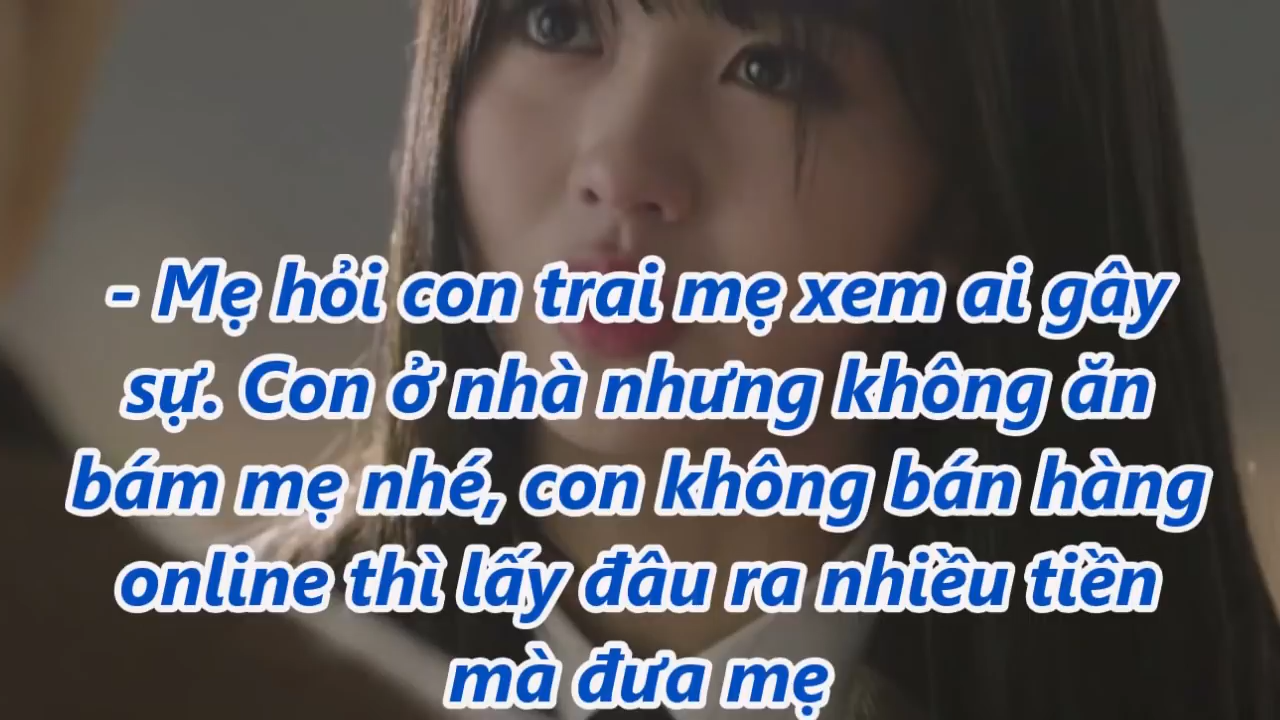 - Mẹ hỏi con trai mẹ xem ai gây
sự. Con ở nhà nhưng không ăn
bám mẹ nhé, con không bán hàng
online thì lấy đâu ra nhiều tiền
mà đưa mẹ